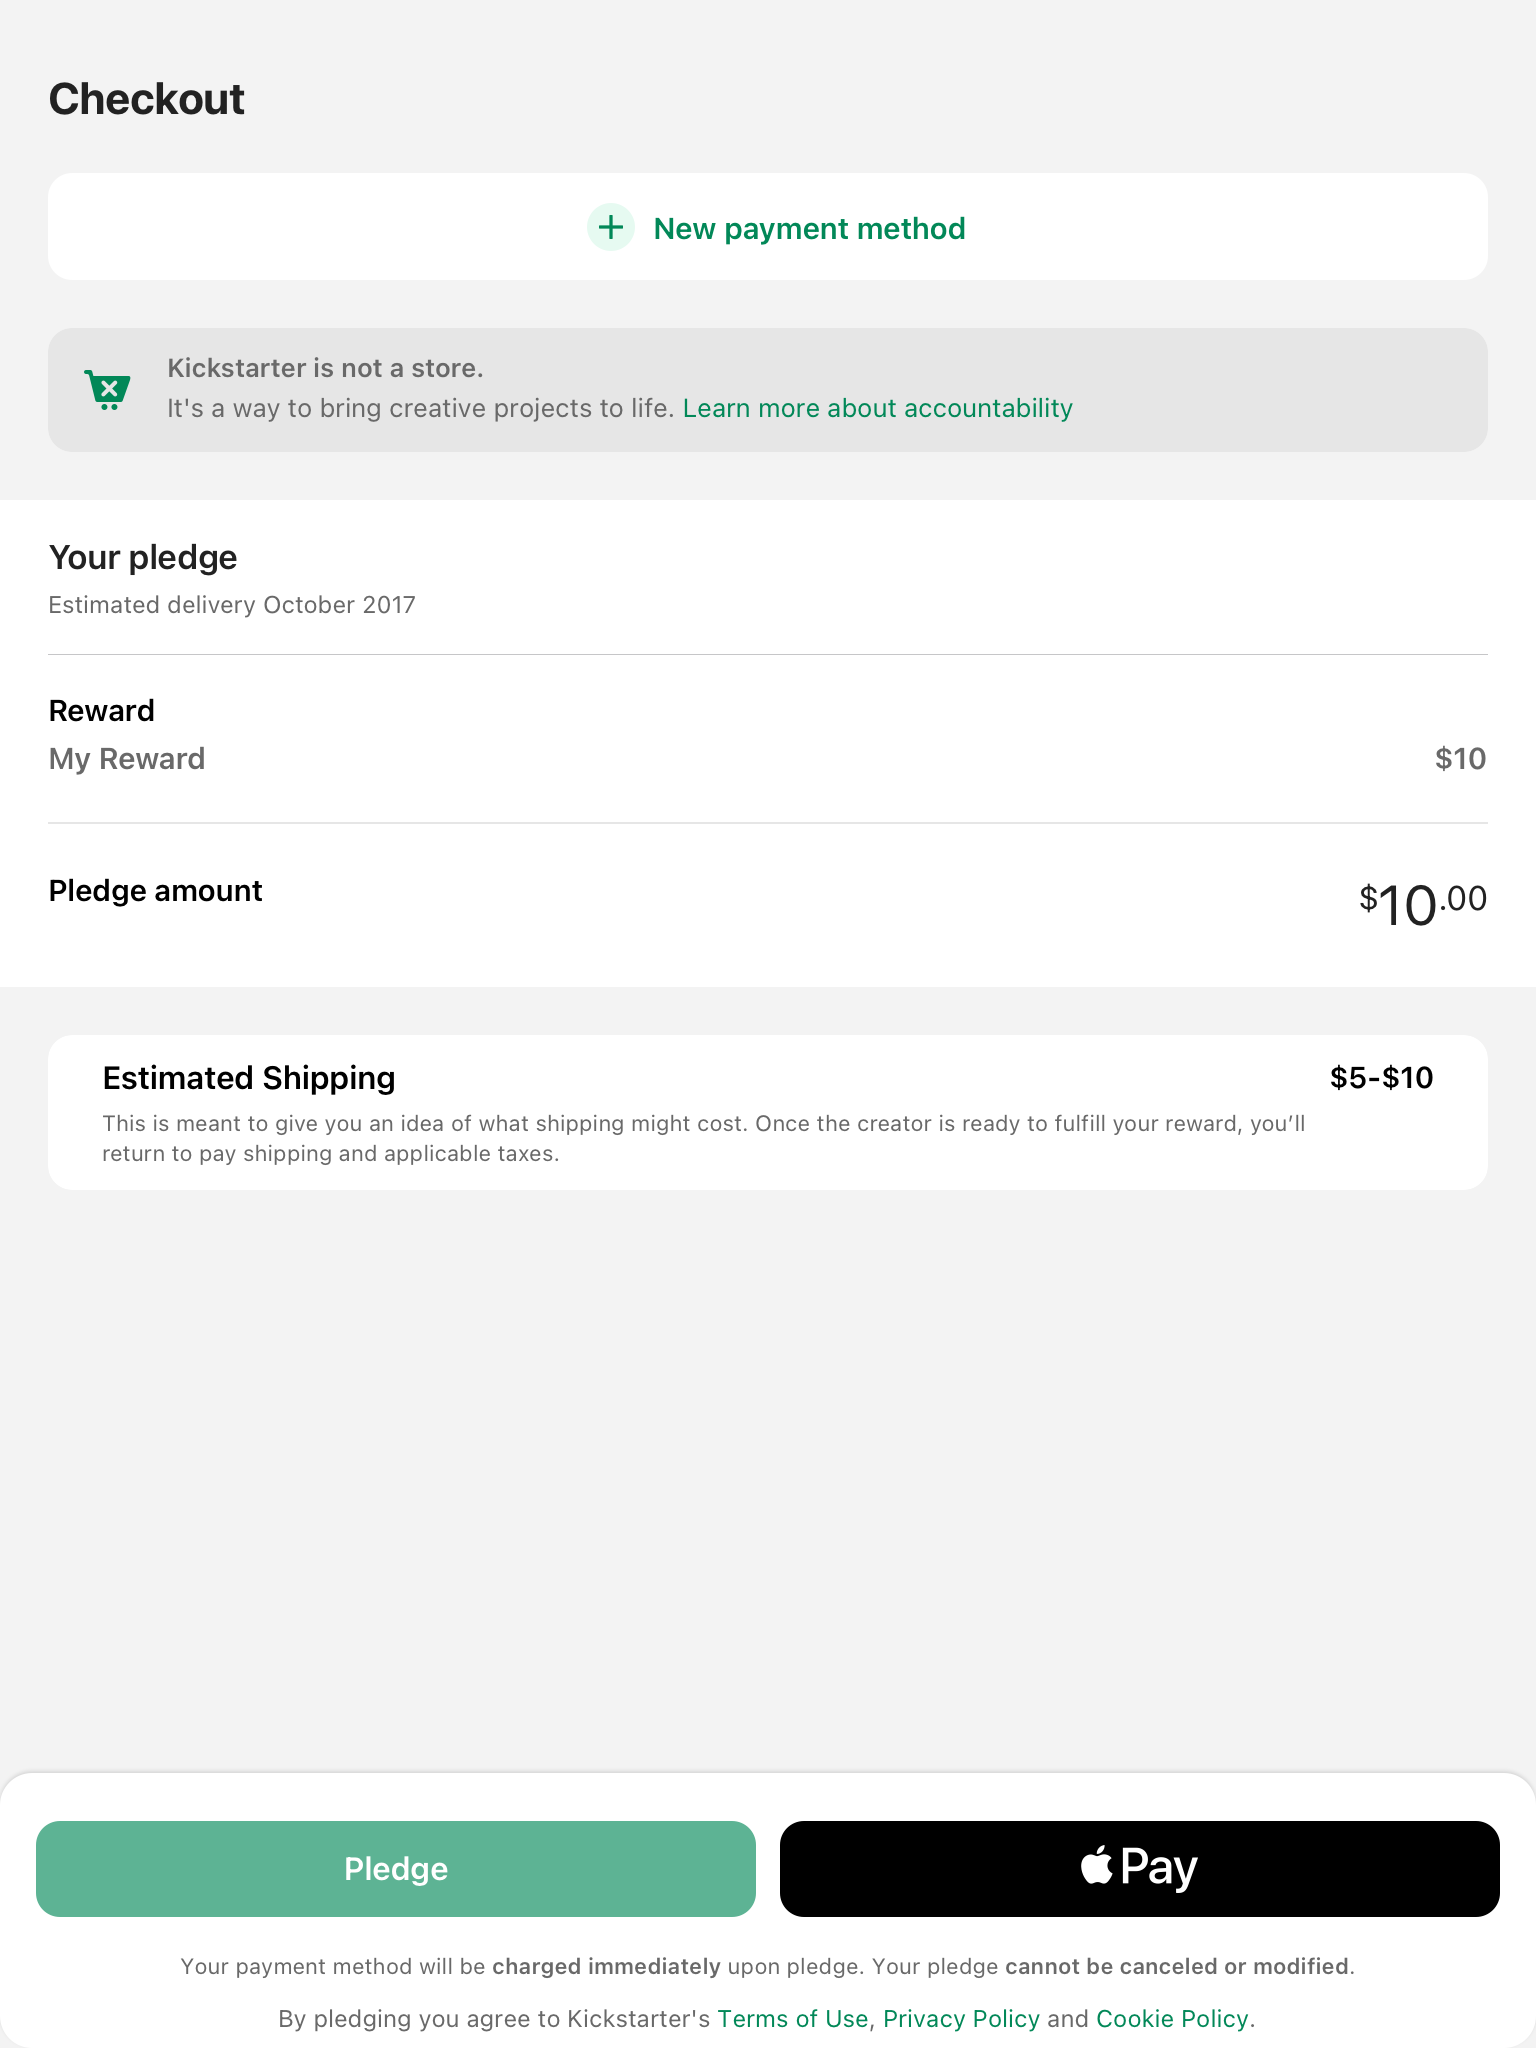 Checkout
New payment method
Kickstarter is not a store.
It's a way to bring creative projects to life. Learn more about accountability
Your pledge
Estimated delivery October 2017
Reward
My Reward $10
Pledge amount $10.00
Estimated Shipping $5-$10
This is meant to give you an idea of what shipping might cost. Once the creator is ready to fulfill your reward, you’ll
return to pay shipping and applicable taxes.
Pledge Pay
Your payment method will be charged immediately upon pledge. Your pledge cannot be canceled or modified.
By pledging you agree to Kickstarter's Terms of Use, Privacy Policy and Cookie Policy.